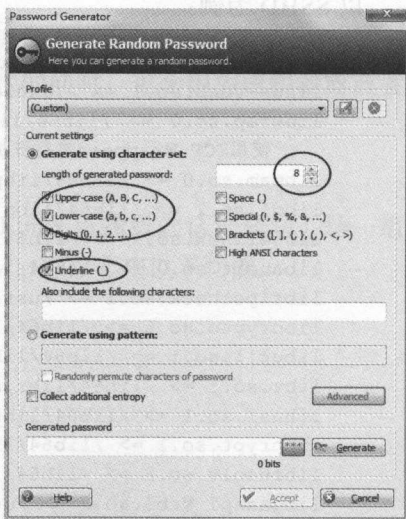 Password Generator
Generate Random Password
Here you can generate a random password.
Profile
(Custom)
Current settings
Generate using character set:
Length of generated password: 8
Upper-case (A, B, C, ...)
Space ( )
Lower-case (a, b, c, ...)
Special (!, $, %, &, ...)
Digits (0, 1, 2, ...)
Brackets ([, ], {, }, (, ), <, >)
Minus (-)
High ANSI characters
Underline (_)
Also include the following characters:
Generate using pattern:
Randomly permute characters of password
Collect additional entropy
Advanced
Generated password
***
Generate
0 bits
Help
Accept
Cancel